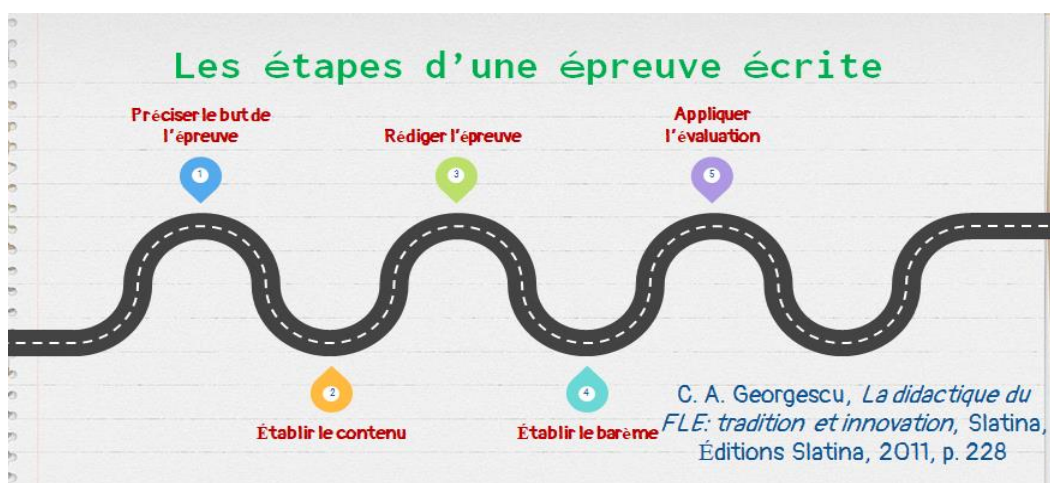 Les étapes d'une épreuve écrite
Préciser le but de
l'épreuve
1
Établir le contenu
2
Rédiger l'épreuve
3
Établir le barème
4
Appliquer
l'évaluation
5
C. A. Georgescu, La didactique du
FLE: tradition et innovation, Slatina,
Éditions Slatina, 2011, p. 228